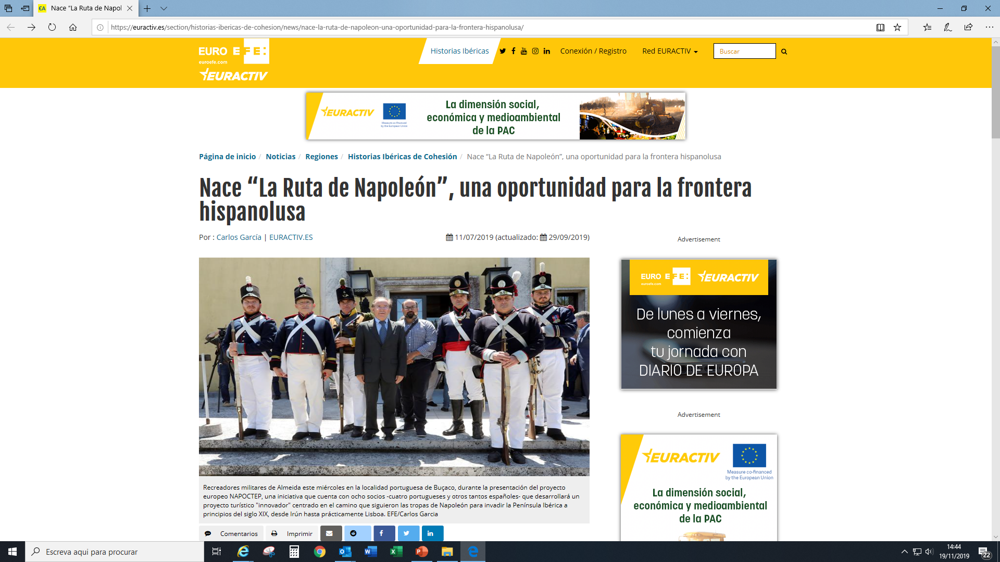 Nace “La Ruta de Napol
https://euractiv.es/section/historias-ibericas-de-cohesion/news/nace-la-ruta-de-napoleon-una-oportunidad-para-la-frontera-hispanolusa/
EURO EFE:
euroefe.com
EURACTIV
Historias Ibéricas
Conexión / Registro
Red EURACTIV
Buscar
EURACTIV
Measure co-financed
by the European Union
La dimensión social,
económica y medioambiental
de la PAC
Página de inicio / Noticias / Regiones / Historias Ibéricas de Cohesión / Nace “La Ruta de Napoleón”, una oportunidad para la frontera hispanolusa
Nace “La Ruta de Napoleón”, una oportunidad para la frontera
hispanolusa
Por : Carlos García | EURACTIV.ES
11/07/2019 (actualizado: 29/09/2019)
Advertisement
EURO EFE:
euroefe.com
EURACTIV
De lunes a viernes,
comienza
tu jornada con
DIARIO DE EUROPA
Advertisement
EURACTIV
Measure co-financed
by the European Union
La dimensión social,
económica y medioambiental
de la PAC
Recreadores militares de Almeida este miércoles en la localidad portuguesa de Buçaco, durante la presentación del proyecto
europeo NAPOCTEP, una iniciativa que cuenta con ocho socios -cuatro portugueses y otros tantos españoles- que desarrollará un
proyecto turístico "innovador" centrado en el camino que siguieron las tropas de Napoleón para invadir la Península Ibérica a
principios del siglo XIX, desde Irún hasta prácticamente Lisboa. EFE/Carlos Garcia
Comentarios
Imprimir
Escreva aqui para procurar
14:44
19/11/2019
22